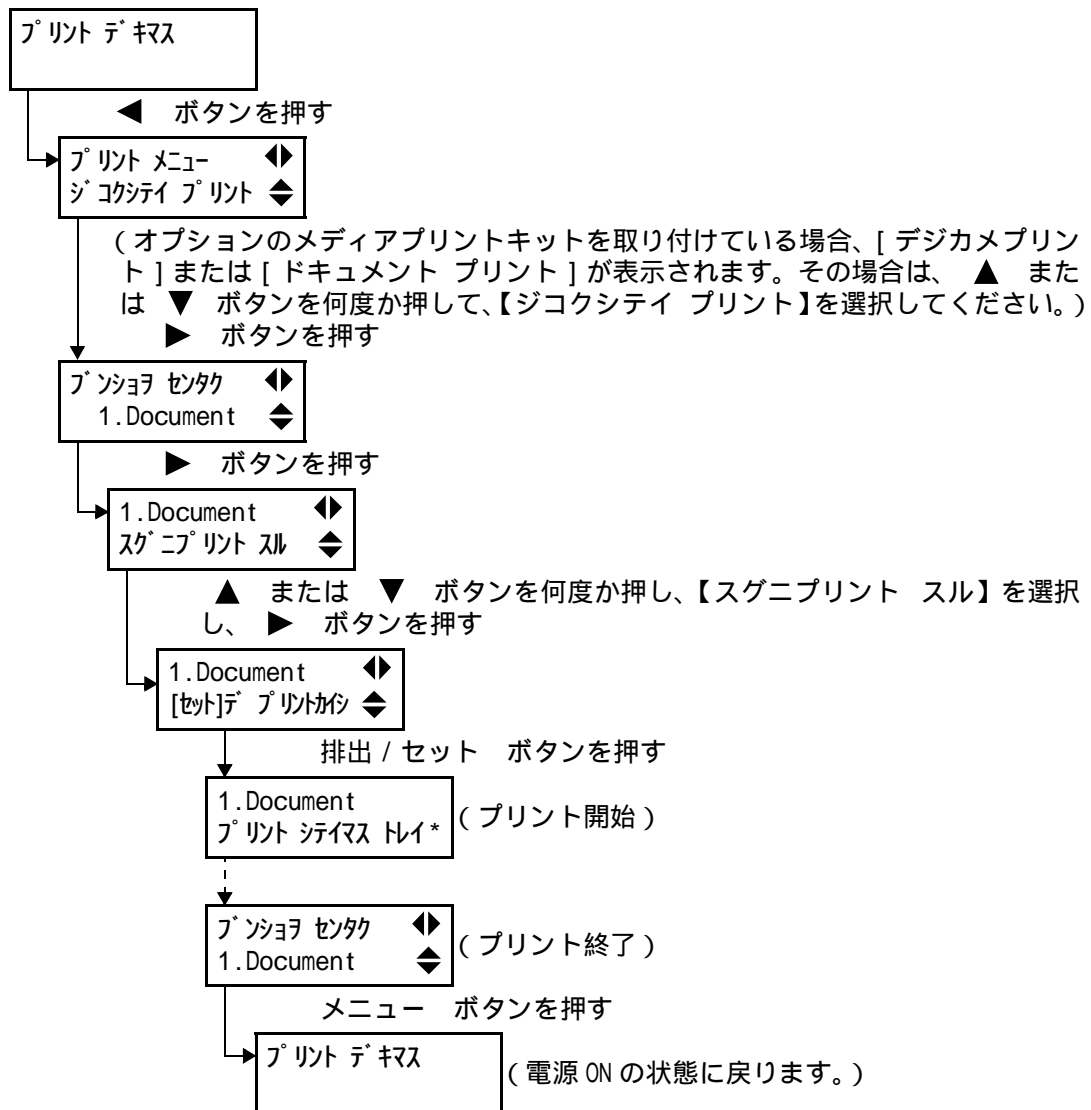 プリント デキマス
◀ ボタンを押す
プリント メニュー ◀▶
ジコクシテイ プリント ▲▼
(オプションのメディアプリントキットを取り付けている場合、[デジカメプリン
ト]または[ドキュメント プリント]が表示されます。その場合は、 ▲ また
は ▼ ボタンを何度か押して、【ジコクシテイ プリント】を選択してください。)
▶ ボタンを押す
ブンショヲ センタク ◀▶
1.Document ▲▼
▶ ボタンを押す
1.Document ◀▶
スグニプリント スル ▲▼
▲ または ▼ ボタンを何度か押し、【スグニプリント スル】を選択
し、 ▶ ボタンを押す
1.Document ◀▶
[セット]デ プリントカイシ ▲▼
排出/セット ボタンを押す
1.Document
プリント シテイマス トレイ*
(プリント開始)
ブンショヲ センタク ◀▶
1.Document ▲▼
(プリント終了)
メニュー ボタンを押す
プリント デキマス
(電源 ON の状態に戻ります。)